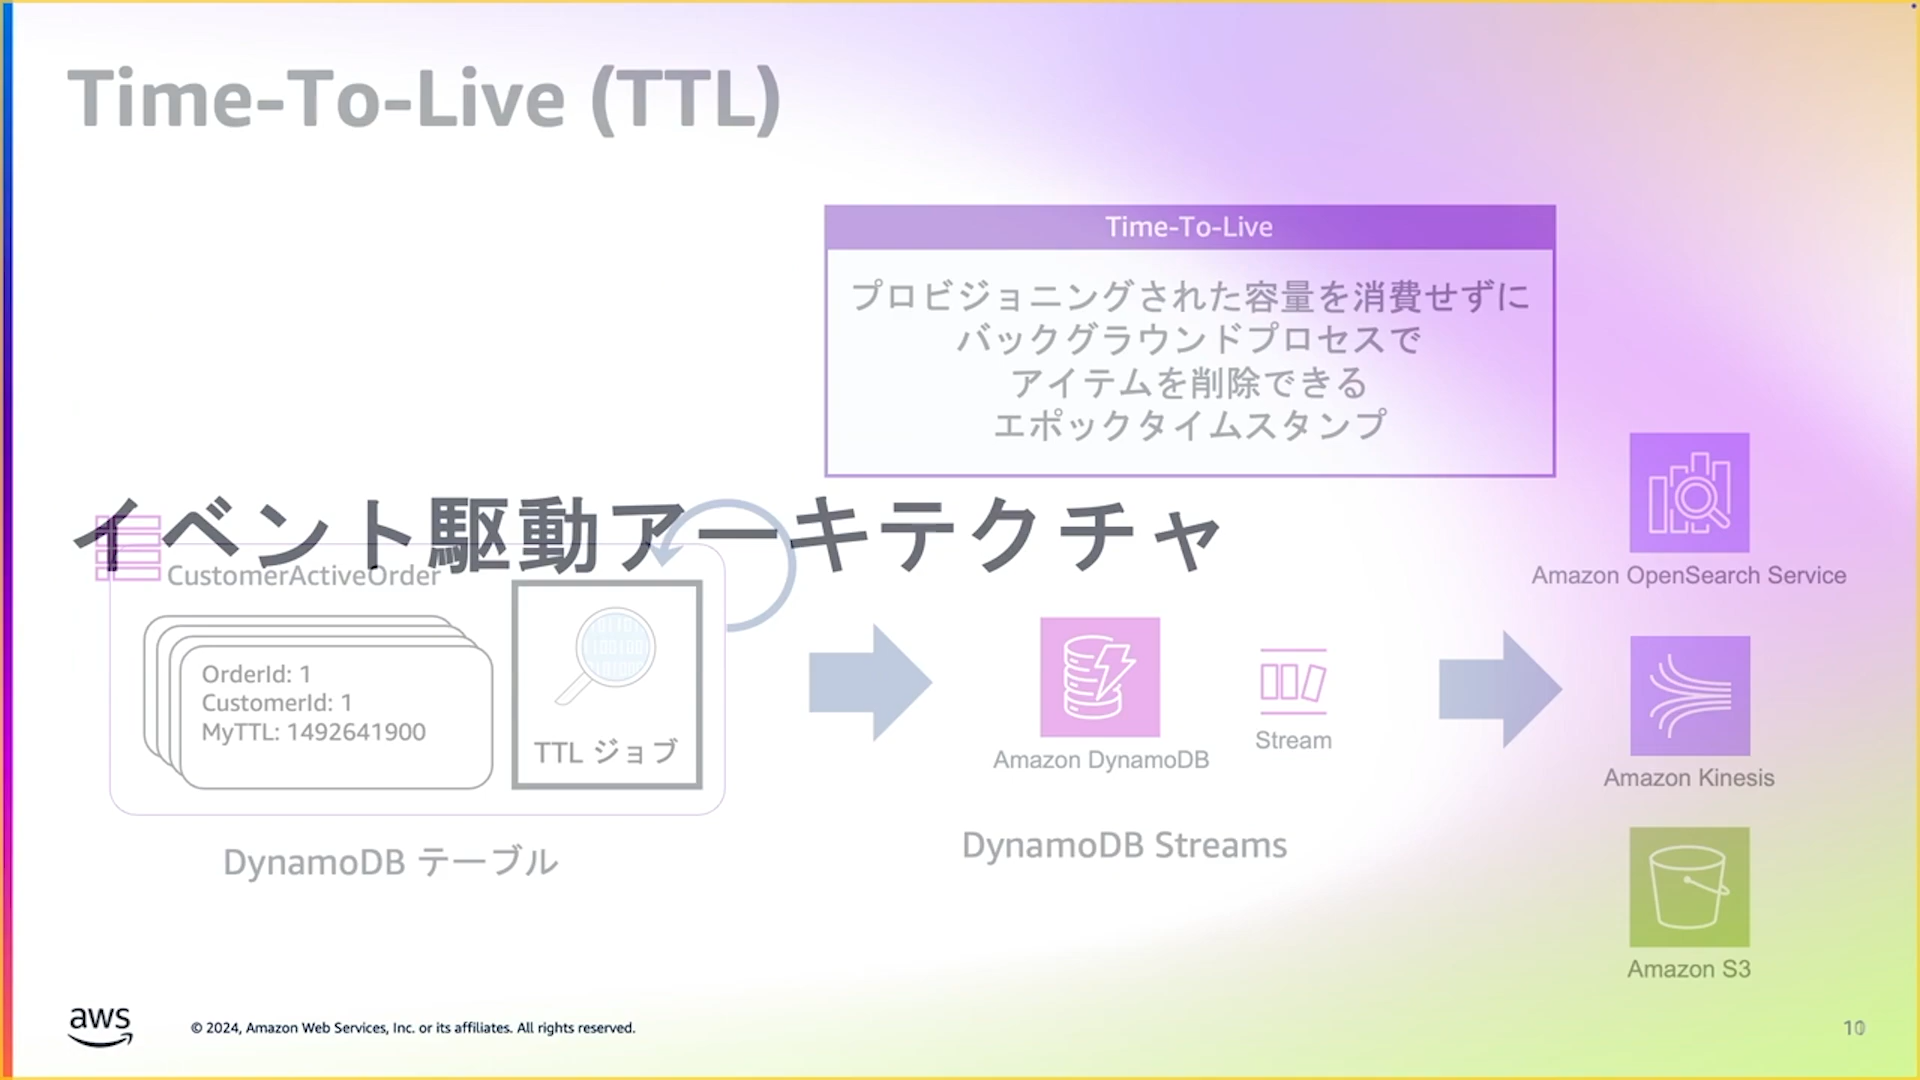 Time-To-Live (TTL)
Time-To-Live
プロビジョニングされた容量を消費せずに
バックグラウンドプロセスで
アイテムを削除できる
エポックタイムスタンプ
イベント駆動アーキテクチャ
CustomerActiveOrder
OrderId: 1
CustomerId: 1
MyTTL: 1492641900
TTL ジョブ
DynamoDB テーブル
Amazon DynamoDB
Stream
DynamoDB Streams
Amazon OpenSearch Service
Amazon Kinesis
Amazon S3
aws
© 2024, Amazon Web Services, Inc. or its affiliates. All rights reserved.